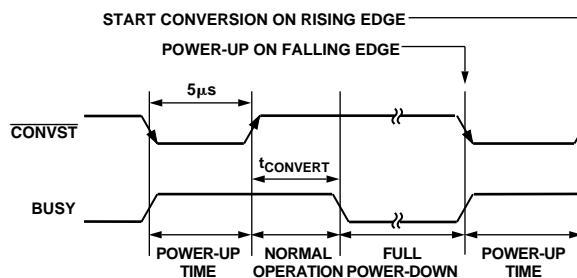 START CONVERSION ON RISING EDGE
POWER-UP ON FALLING EDGE
5µs
CONVST
tCONVERT
BUSY
POWER-UP TIME
NORMAL OPERATION
FULL POWER-DOWN
POWER-UP TIME